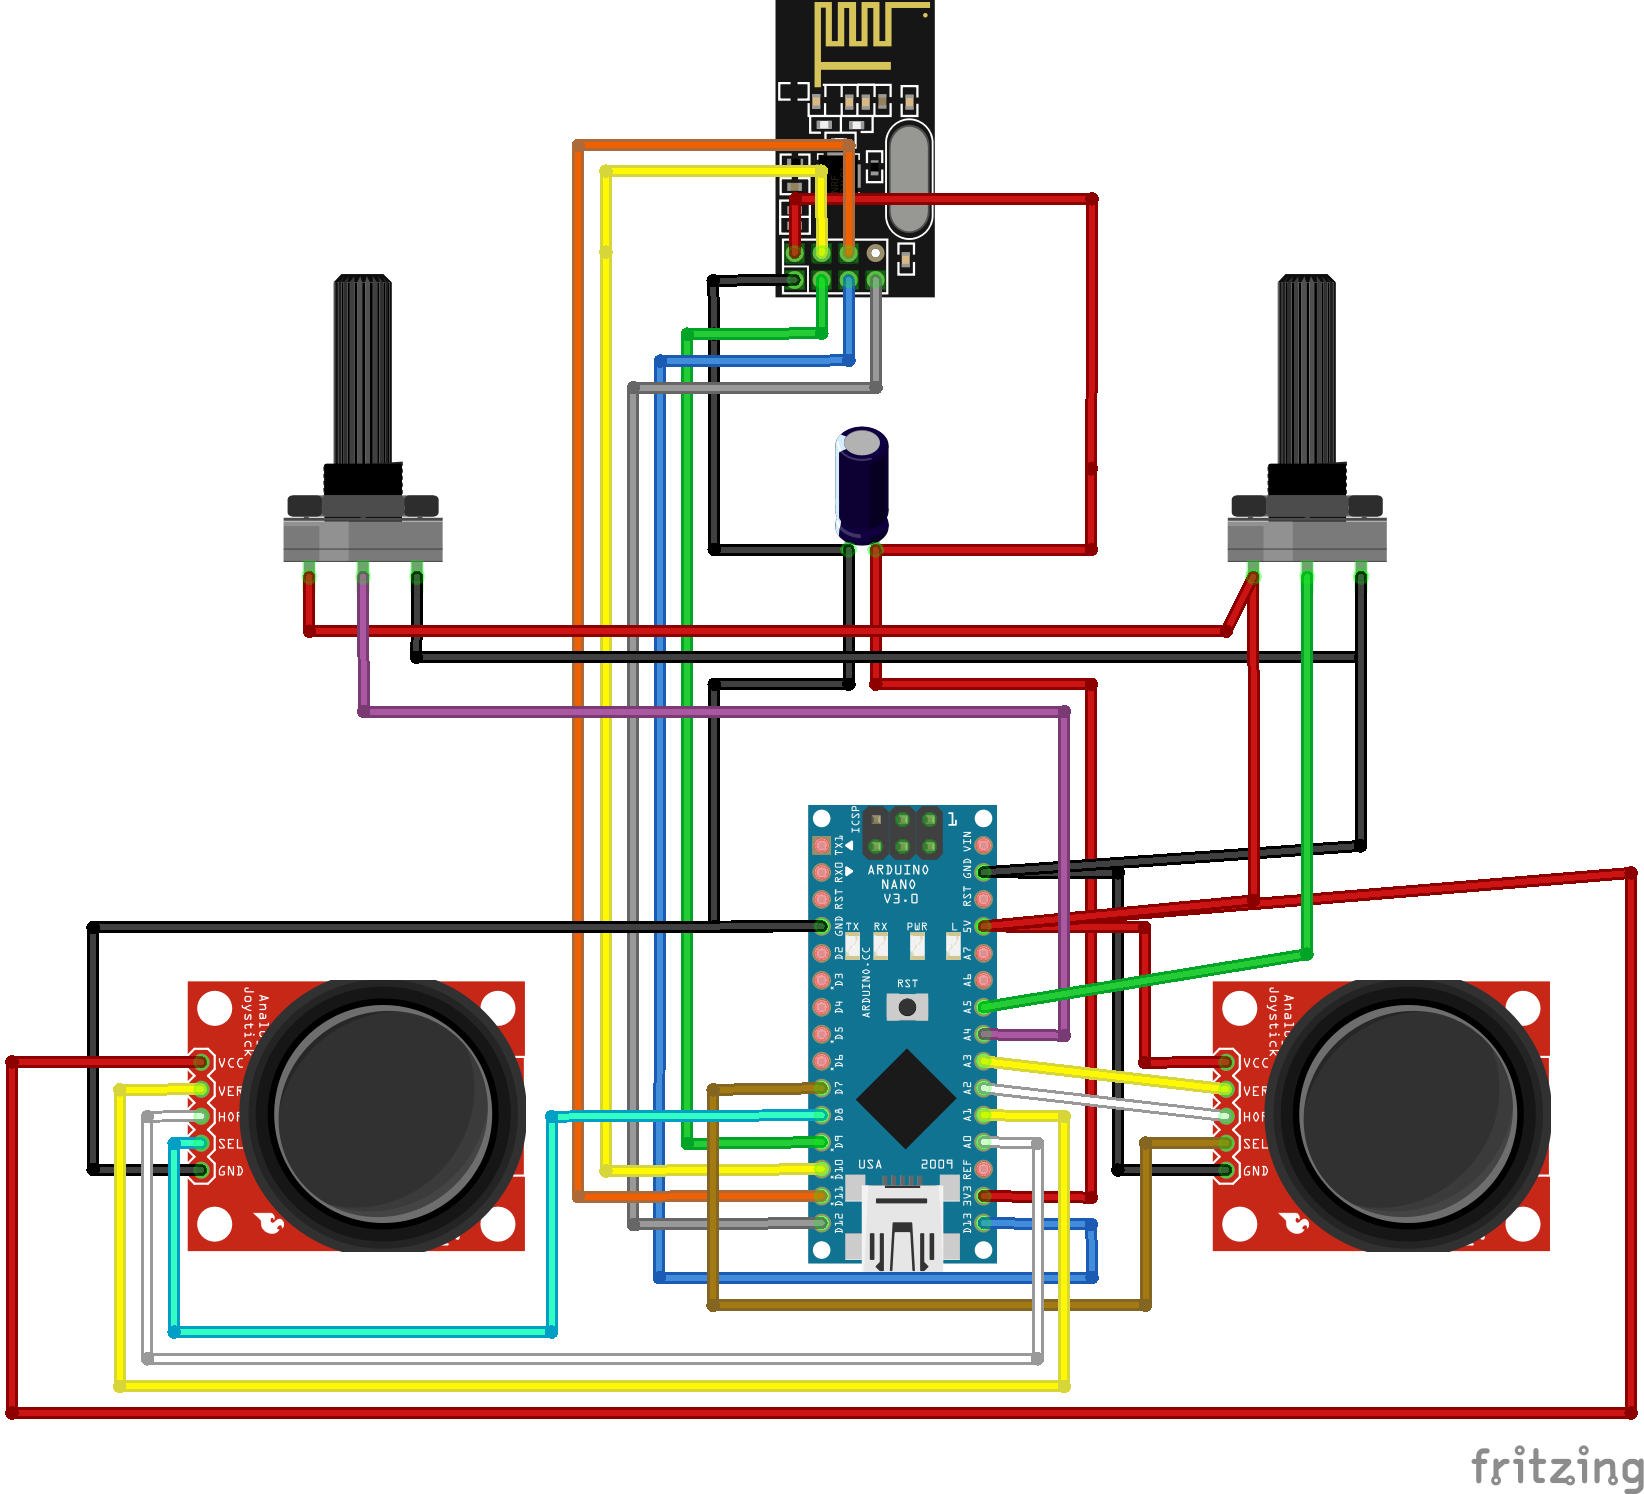 ICSP
1
TX1
RX0
RST
GND
D2
D3
D4
D5
D6
D7
D8
D9
D10
D11
D12
VIN
GND
RST
5V
A7
A6
A5
A4
A3
A2
A1
A0
REF
3V3
D13
ARDUINO
NANO
V3.0
TX RX PWR L
RST
ARDUINO.CC
USA 2009
Joystick
VCC
VER
HOR
SEL
GND
Joystick
VCC
VER
HOR
SEL
GND
fritzing